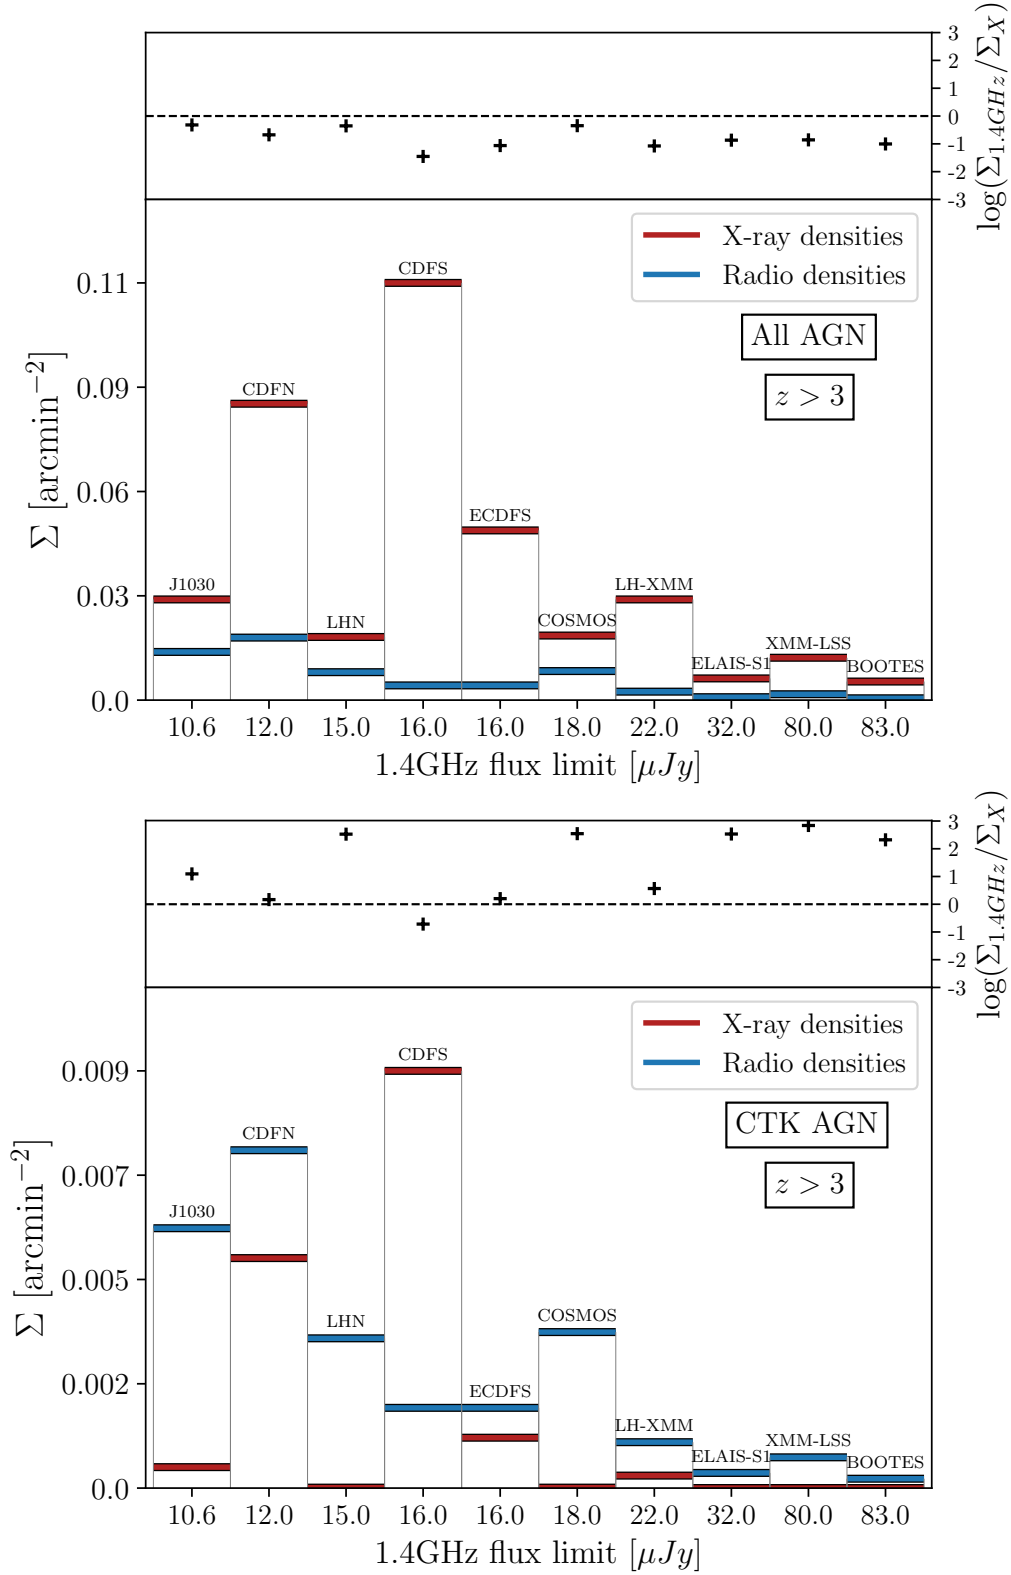 3
2
1
0
-1
-2
-3
log(Σ1.4GHz/ΣX)
X-ray densities
Radio densities
All AGN
z > 3
Σ [arcmin−2]
0.11
0.09
0.06
0.03
0.0
J1030
CDFN
LHN
CDFS
ECDFS
COSMOS
LH-XMM
ELAIS-S1
XMM-LSS
BOOTES
10.6 12.0 15.0 16.0 16.0 18.0 22.0 32.0 80.0 83.0
1.4GHz flux limit [μJy]
3
2
1
0
-1
-2
-3
log(Σ1.4GHz/ΣX)
X-ray densities
Radio densities
CTK AGN
z > 3
Σ [arcmin−2]
0.009
0.007
0.005
0.002
0.0
J1030
CDFN
LHN
CDFS
ECDFS
COSMOS
LH-XMM
ELAIS-S1
XMM-LSS
BOOTES
10.6 12.0 15.0 16.0 16.0 18.0 22.0 32.0 80.0 83.0
1.4GHz flux limit [μJy]